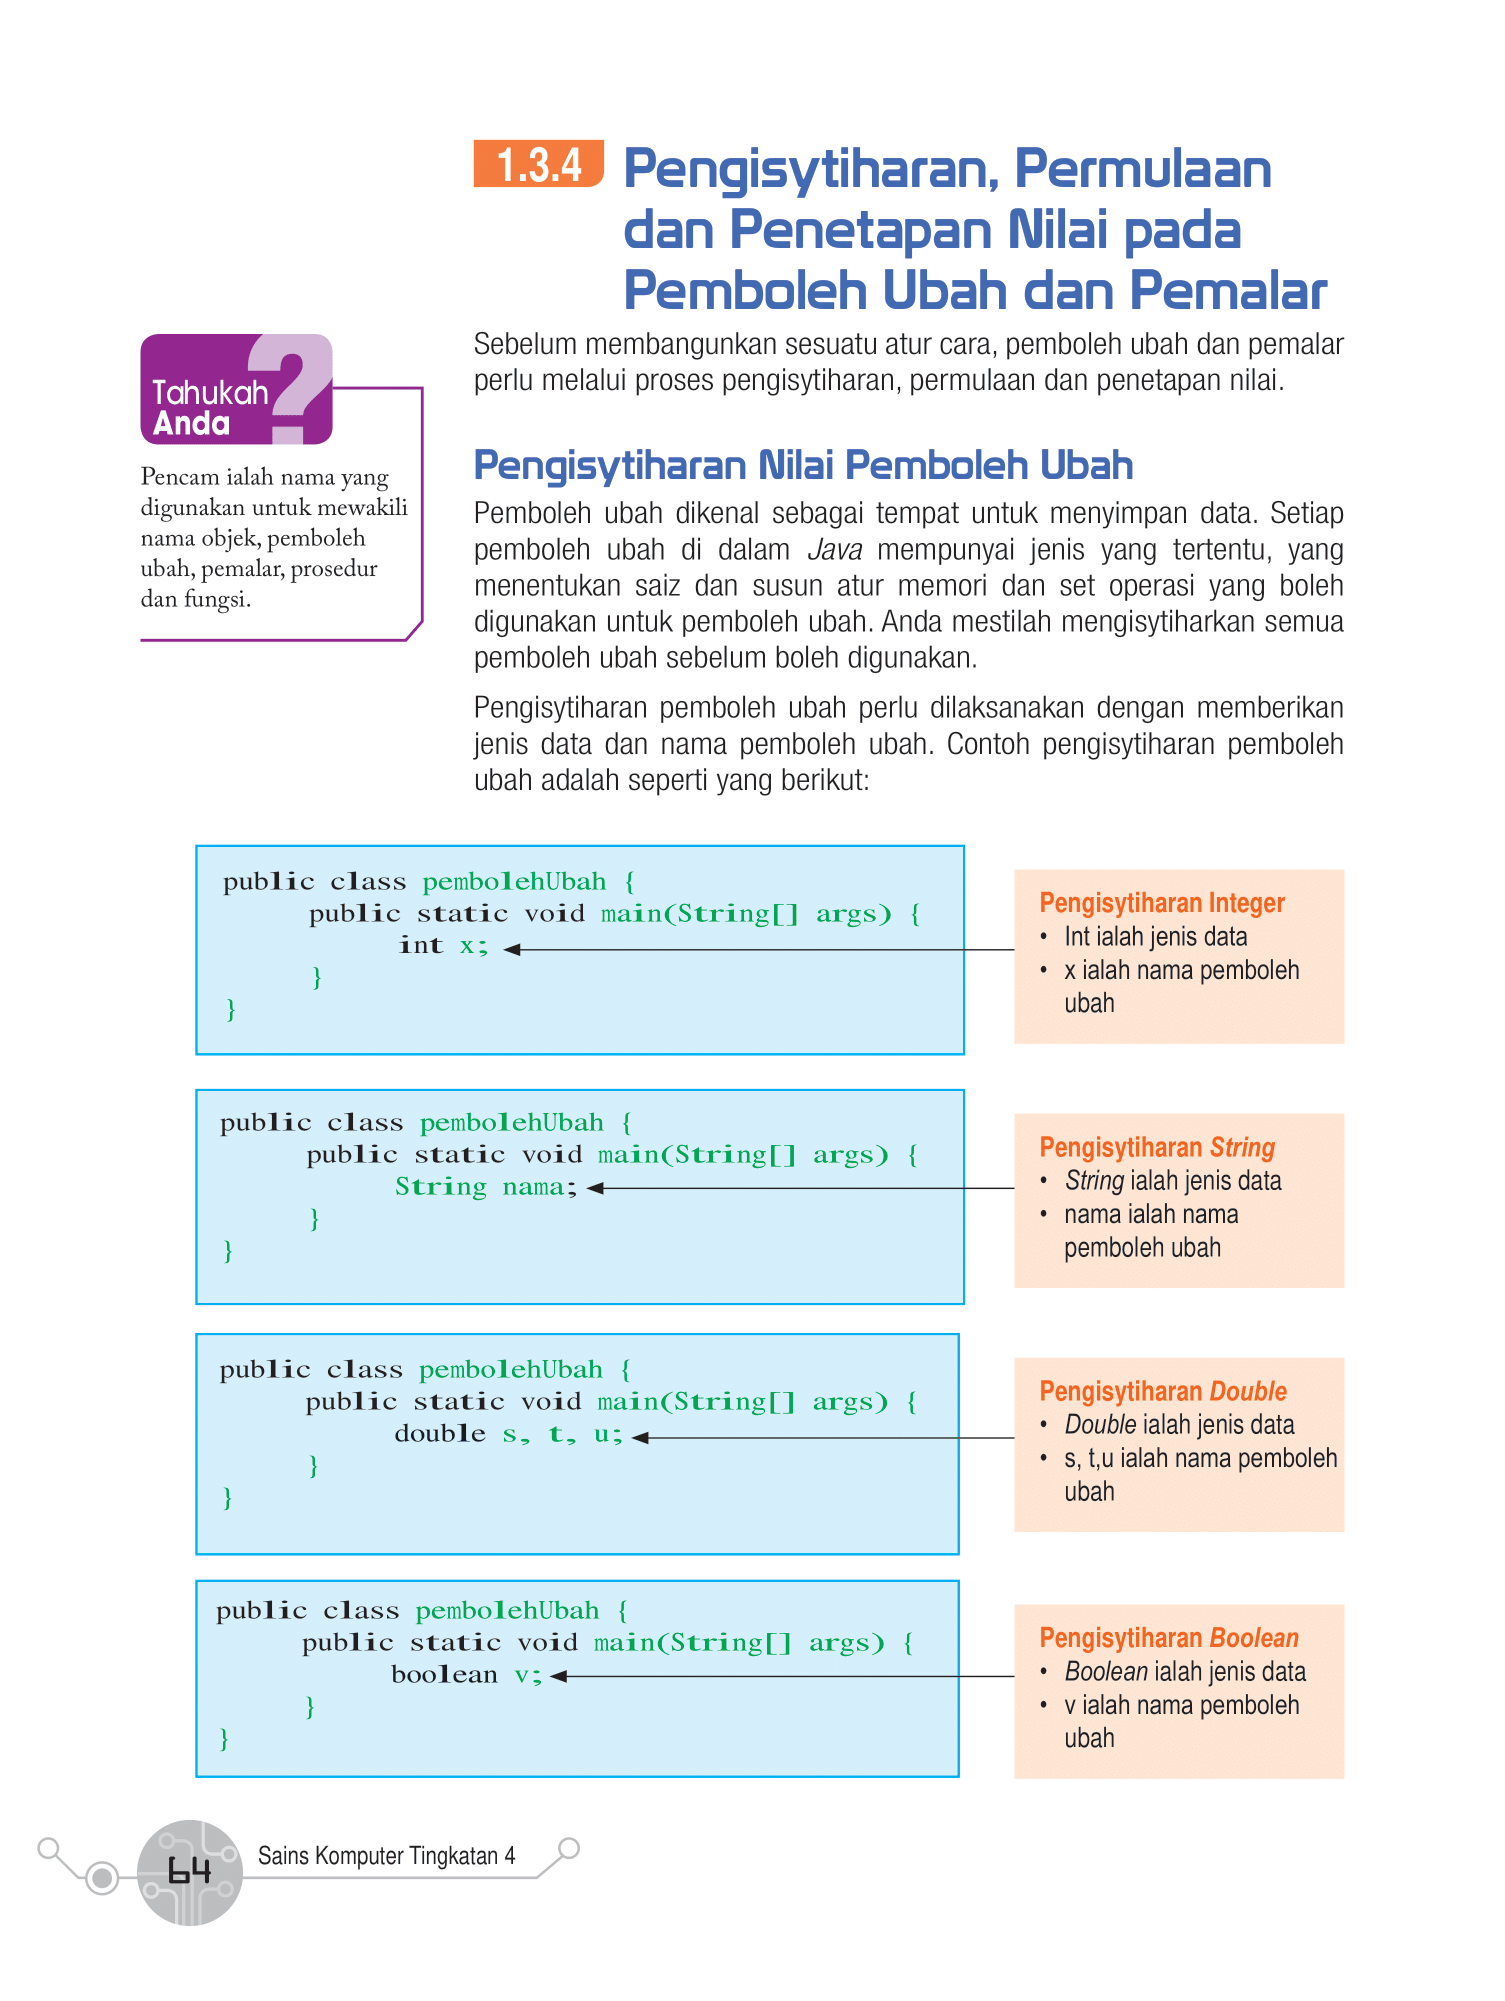 1.3.4 Pengisytiharan, Permulaan
dan Penetapan Nilai pada
Pemboleh Ubah dan Pemalar
Sebelum membangunkan sesuatu atur cara, pemboleh ubah dan pemalar
perlu melalui proses pengisytiharan, permulaan dan penetapan nilai.
Tahukah
Anda
?
Pencam ialah nama yang
digunakan untuk mewakili
nama objek, pemboleh
ubah, pemalar, prosedur
dan fungsi.
Pengisytiharan Nilai Pemboleh Ubah
Pemboleh ubah dikenal sebagai tempat untuk menyimpan data. Setiap
pemboleh ubah di dalam Java mempunyai jenis yang tertentu, yang
menentukan saiz dan susun atur memori dan set operasi yang boleh
digunakan untuk pemboleh ubah. Anda mestilah mengisytiharkan semua
pemboleh ubah sebelum boleh digunakan.
Pengisytiharan pemboleh ubah perlu dilaksanakan dengan memberikan
jenis data dan nama pemboleh ubah. Contoh pengisytiharan pemboleh
ubah adalah seperti yang berikut:
public class pembolehUbah {
public static void main(String[] args) {
int x;
}
}
Pengisytiharan Integer
• Int ialah jenis data
• x ialah nama pemboleh
ubah
public class pembolehUbah {
public static void main(String[] args) {
String nama;
}
}
Pengisytiharan String
• String ialah jenis data
• nama ialah nama
pemboleh ubah
public class pembolehUbah {
public static void main(String[] args) {
double s, t, u;
}
}
Pengisytiharan Double
• Double ialah jenis data
• s, t,u ialah nama pemboleh
ubah
public class pembolehUbah {
public static void main(String[] args) {
boolean v;
}
}
Pengisytiharan Boolean
• Boolean ialah jenis data
• v ialah nama pemboleh
ubah
64
Sains Komputer Tingkatan 4